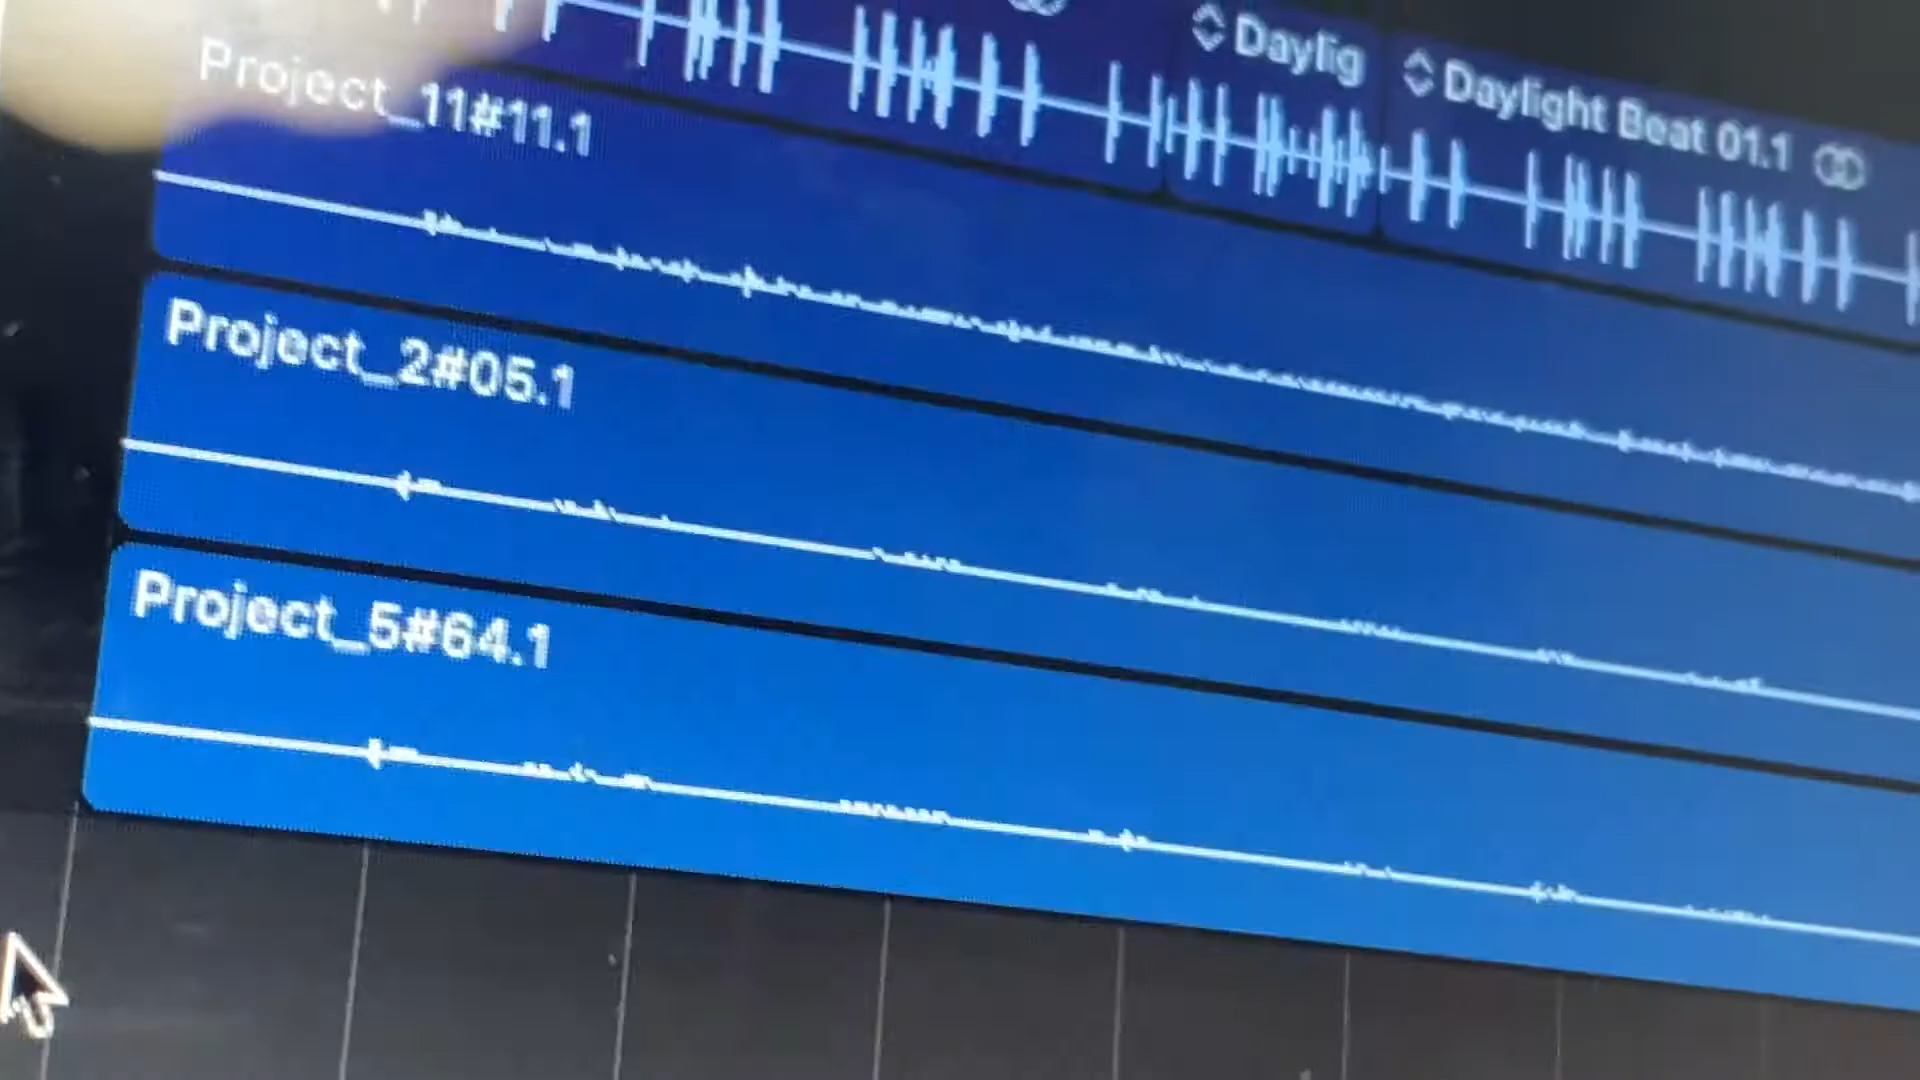 Daylig
Daylight Beat 01.1
Project_11#11.1
Project_2#05.1
Project_5#64.1